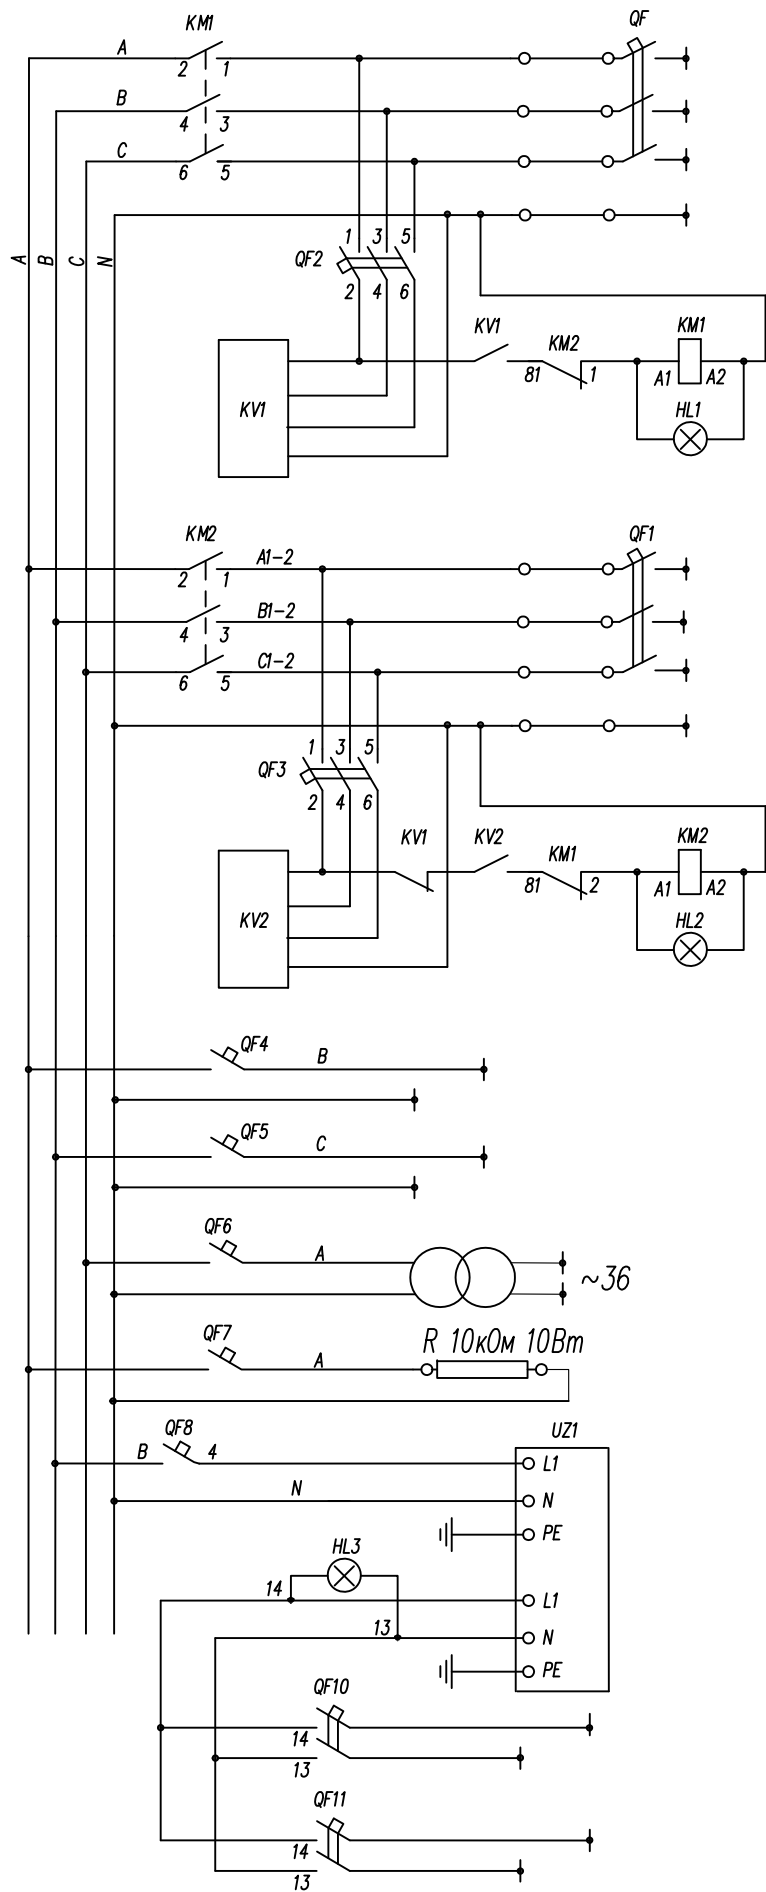 KM1
QF
A
2 1
B
4 3
C
6 5
A B C N
1 3 5
QF2
2 4 6
KV1
KM2
KM1
81 1
A1 A2
KV1
HL1
KM2
QF1
A1-2
2 1
B1-2
4 3
C1-2
6 5
1 3 5
QF3
2 4 6
KV1
KV2
KM1
KM2
81 2
A1 A2
KV2
HL2
QF4
B
QF5
C
QF6
A
~36
QF7
R 10кОм 10Вт
A
QF8
UZ1
B 4
L1
N
N
PE
HL3
14
L1
13
N
PE
QF10
14
13
QF11
14
13